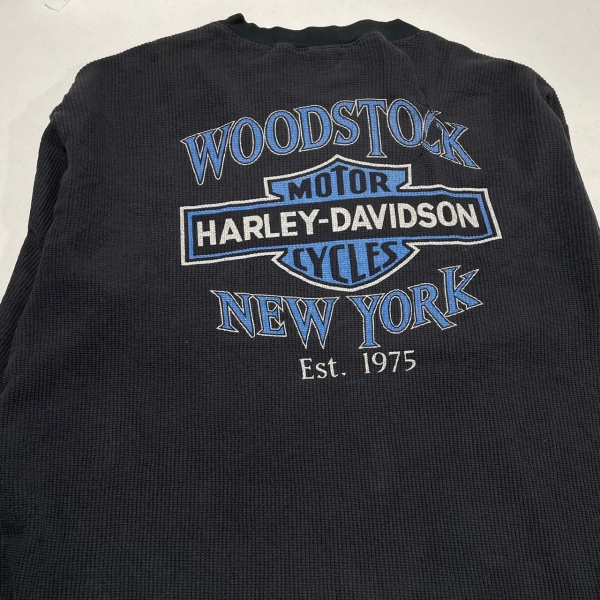 WOODSTOCK
MOTOR
HARLEY-DAVIDSON
CYCLES
NEW YORK
Est. 1975